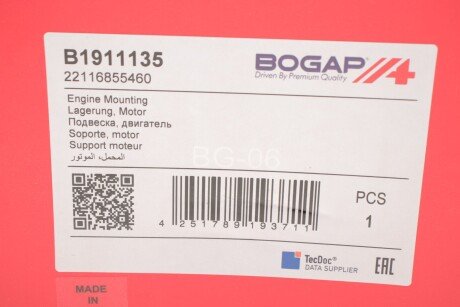 B1911135
22116855460
BOGAP
Driven By Premium Quality
Engine Mounting
Lagerung, Motor
Подвеска, двигатель
Soporte, motor
Support moteur
المحمل، الموتور
BG-06
4 251789 193711
PCS
1
TecDoc®
DATA SUPPLIER
EAC
MADE
IN